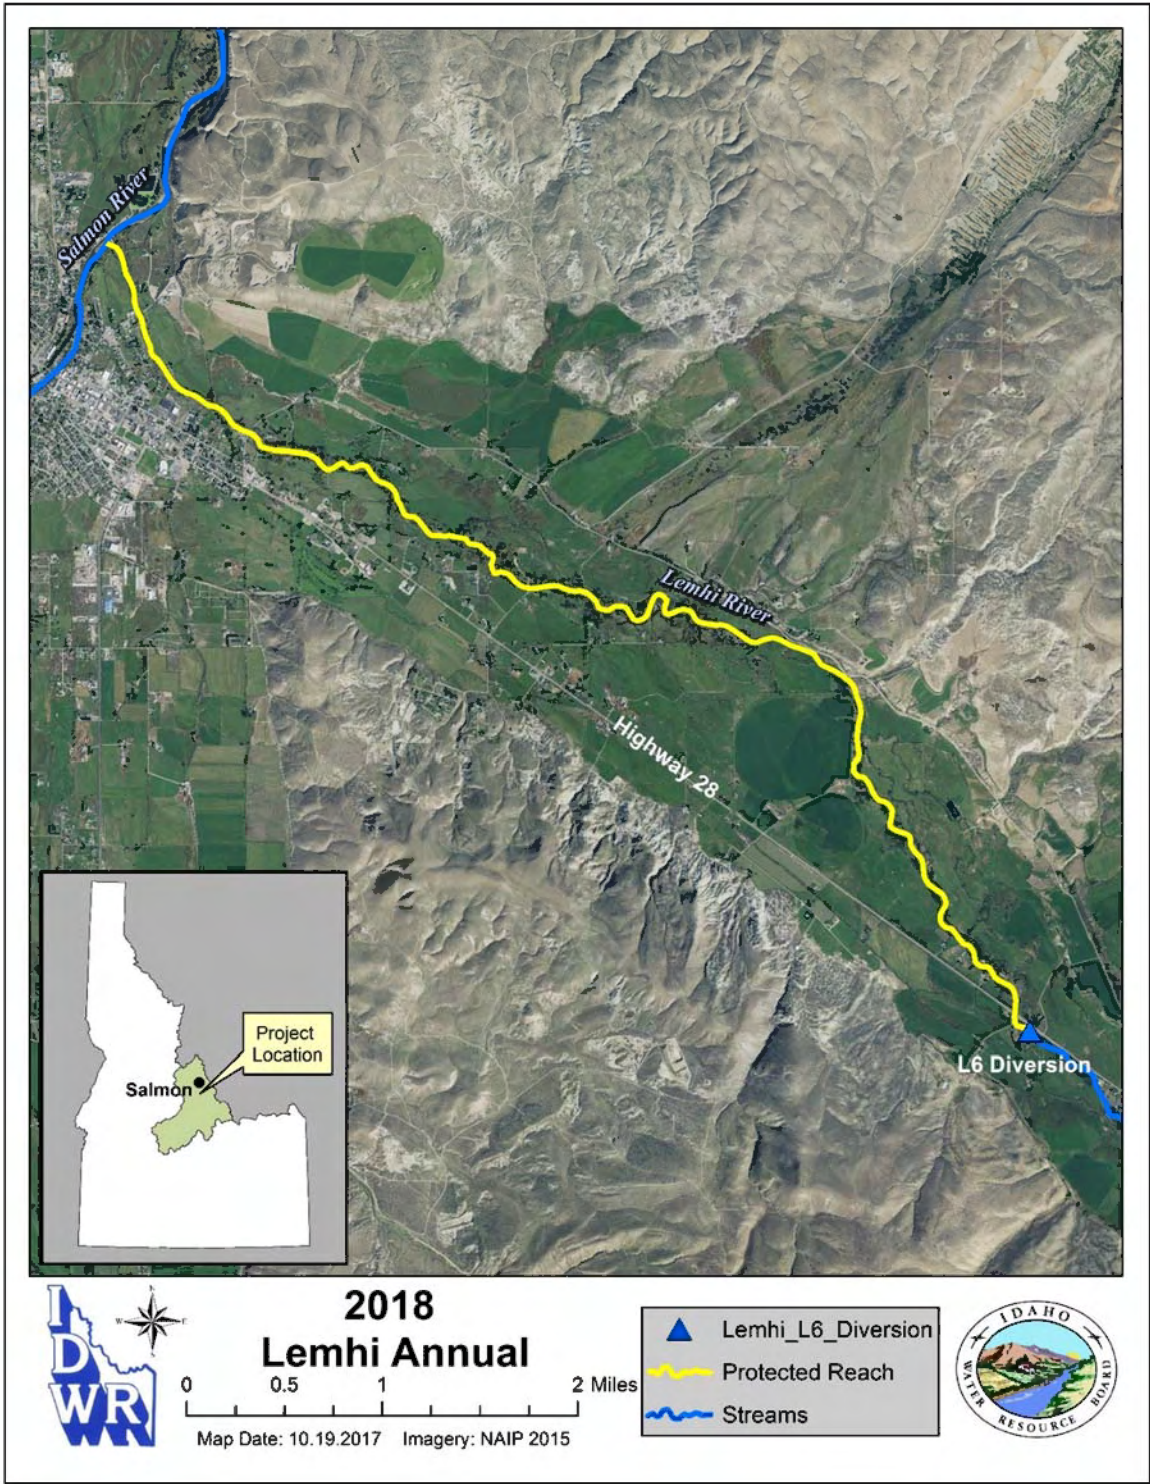 Salmon River
Lemhi River
Highway 28
L6 Diversion
Project
Location
Salmon
I
D
WR
N
W
E
S
2018
Lemhi Annual
0 0.5 1 2 Miles
Map Date: 10.19.2017 Imagery: NAIP 2015
Lemhi_L6_Diversion
Protected Reach
Streams
IDAHO
WATER RESOURCE BOARD